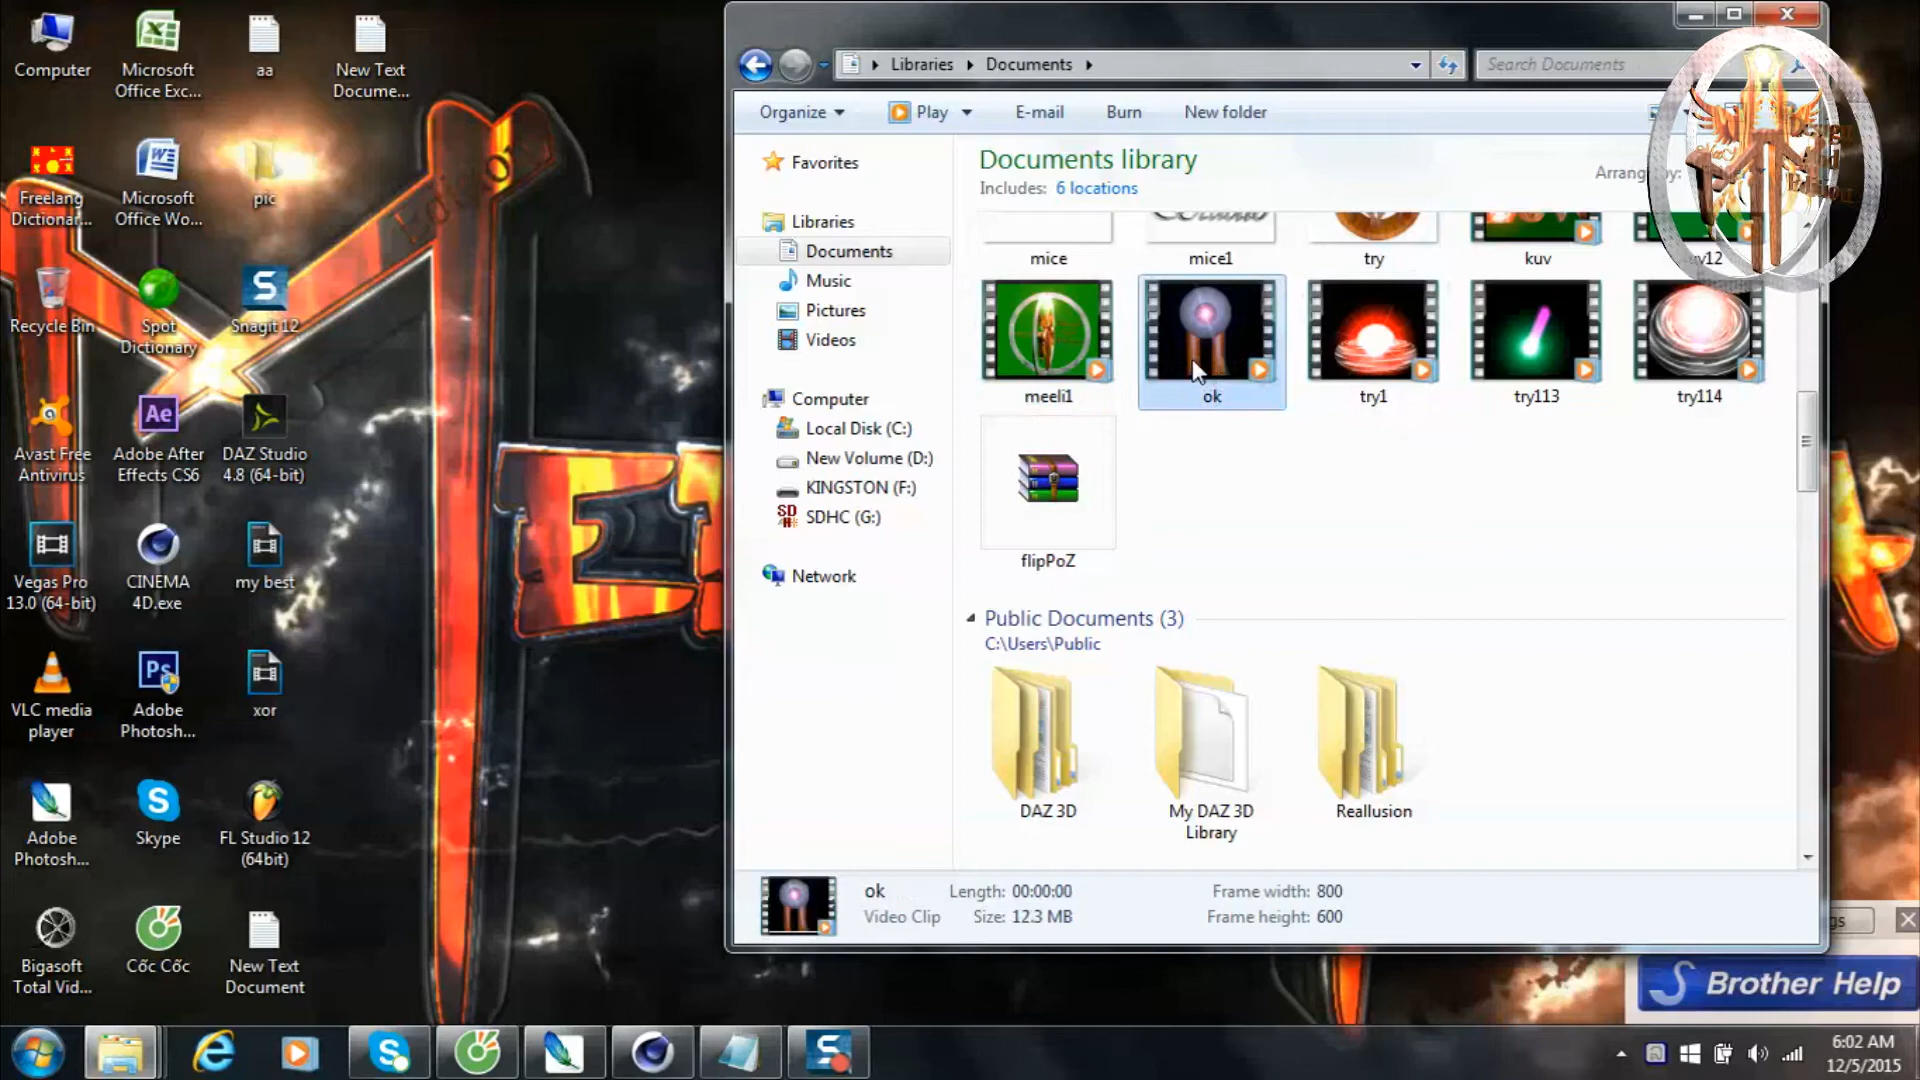 Computer
Microsoft
Office Exc...
aa
New Text
Docume...
Freelang
Dictionar...
Microsoft
Office Wo...
pic
Recycle Bin
Spot
Dictionary
Snagit 12
Avast Free
Antivirus
Adobe After
Effects CS6
DAZ Studio
4.8 (64-bit)
Vegas Pro
13.0 (64-bit)
CINEMA
4D.exe
my best
VLC media
player
Adobe
Photosh...
xor
Adobe
Photosh...
Skype
FL Studio 12
(64bit)
Bigasoft
Total Vid...
Cốc Cốc
New Text
Document
Libraries
Documents
Search Documents
Organize
Play
E-mail
Burn
New folder
Favorites
Libraries
Documents
Music
Pictures
Videos
Computer
Local Disk (C:)
New Volume (D:)
KINGSTON (F:)
SDHC (G:)
Network
Documents library
Includes: 6 locations
mice
mice1
try
kuv
meeli1
ok
try1
try113
try114
flipPoZ
Public Documents (3)
C:\Users\Public
DAZ 3D
My DAZ 3D
Library
Reallusion
ok
Length: 00:00:00
Frame width: 800
Video Clip
Size: 12.3 MB
Frame height: 600
Brother Help
6:02 AM
12/5/2015